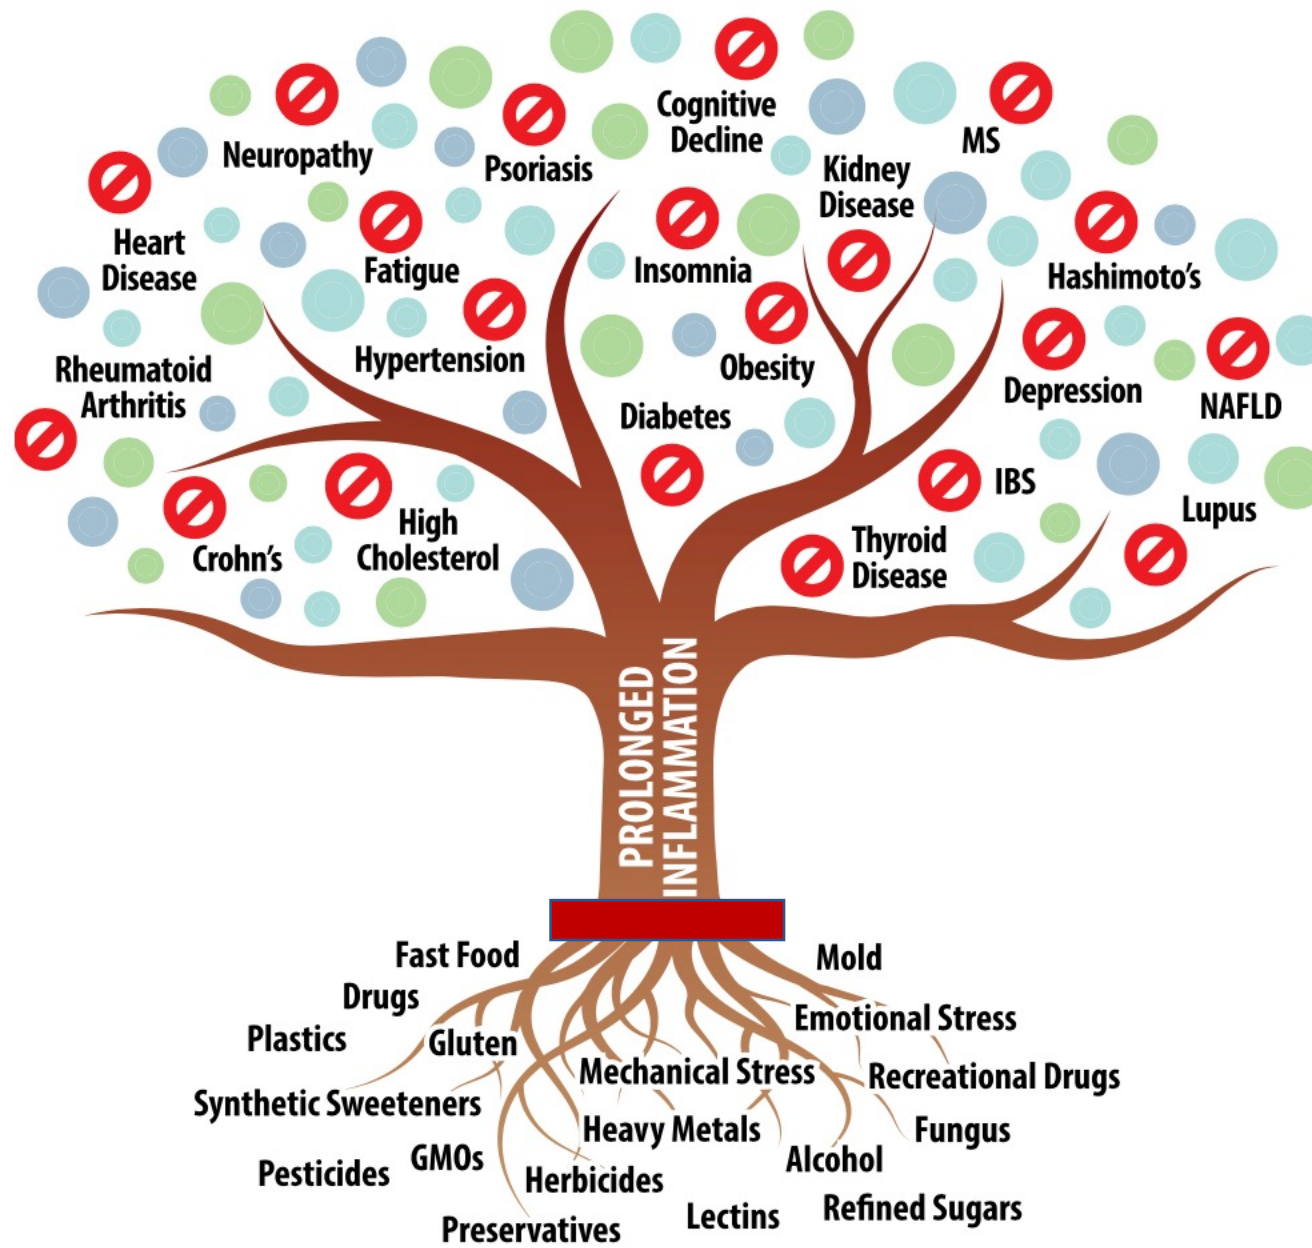 Cognitive
Decline
MS
Neuropathy
Psoriasis
Kidney
Disease
Heart
Disease
Fatigue
Insomnia
Hashimoto's
Hypertension
Obesity
Rheumatoid
Arthritis
Depression
NAFLD
Diabetes
IBS
Lupus
High
Cholesterol
Crohn's
Thyroid
Disease
PROLONGED
INFLAMMATION
Fast Food
Mold
Drugs
Emotional Stress
Plastics
Gluten
Mechanical Stress
Recreational Drugs
Synthetic Sweeteners
Heavy Metals
Fungus
GMOs
Alcohol
Pesticides
Herbicides
Refined Sugars
Lectins
Preservatives